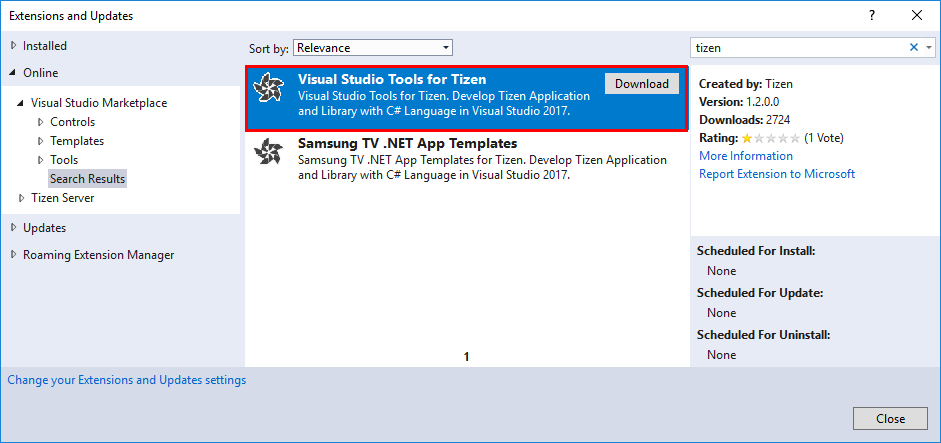 Extensions and Updates
Installed
Online
Visual Studio Marketplace
Controls
Templates
Tools
Search Results
Tizen Server
Updates
Roaming Extension Manager
Sort by: Relevance
Visual Studio Tools for Tizen
Download
Visual Studio Tools for Tizen. Develop Tizen Application
and Library with C# Language in Visual Studio 2017.
Samsung TV .NET App Templates
Samsung TV .NET App Templates for Tizen. Develop Tizen Application
and Library with C# Language in Visual Studio 2017.
1
tizen
Created by: Tizen
Version: 1.2.0.0
Downloads: 2724
Rating: (1 Vote)
More Information
Report Extension to Microsoft
Scheduled For Install:
None
Scheduled For Update:
None
Scheduled For Uninstall:
None
Change your Extensions and Updates settings
Close